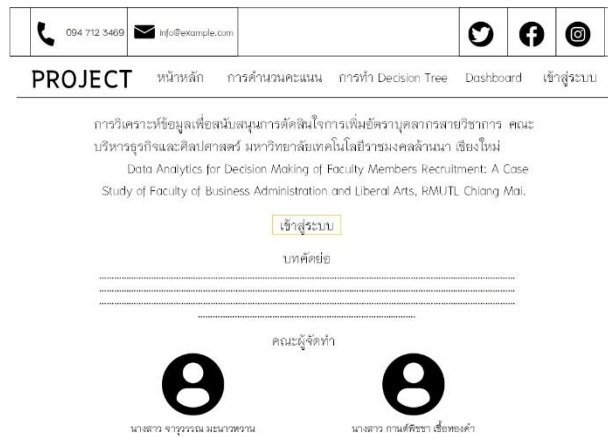 094 712 3469 info@example.com
PROJECT หน้าหลัก การคำนวนคะแนน การทำ Decision Tree Dashboard เข้าสู่ระบบ
การวิเคราะห์ข้อมูลเพื่อสนับสนุนการตัดสินใจการเพิ่มอัตราบุคลากรสายวิชาการ คณะ
บริหารธุรกิจและศิลปศาสตร์ มหาวิทยาลัยเทคโนโลยีราชมงคลล้านนา เชียงใหม่
Data Analytics for Decision Making of Faculty Members Recruitment: A Case
Study of Faculty of Business Administration and Liberal Arts, RMUTL Chiang Mai.
เข้าสู่ระบบ
บทคัดย่อ
คณะผู้จัดทำ
นางสาว จารุวรรณ มะนาวหวาน นางสาว กานต์พิชชา เชื้อทองคำ